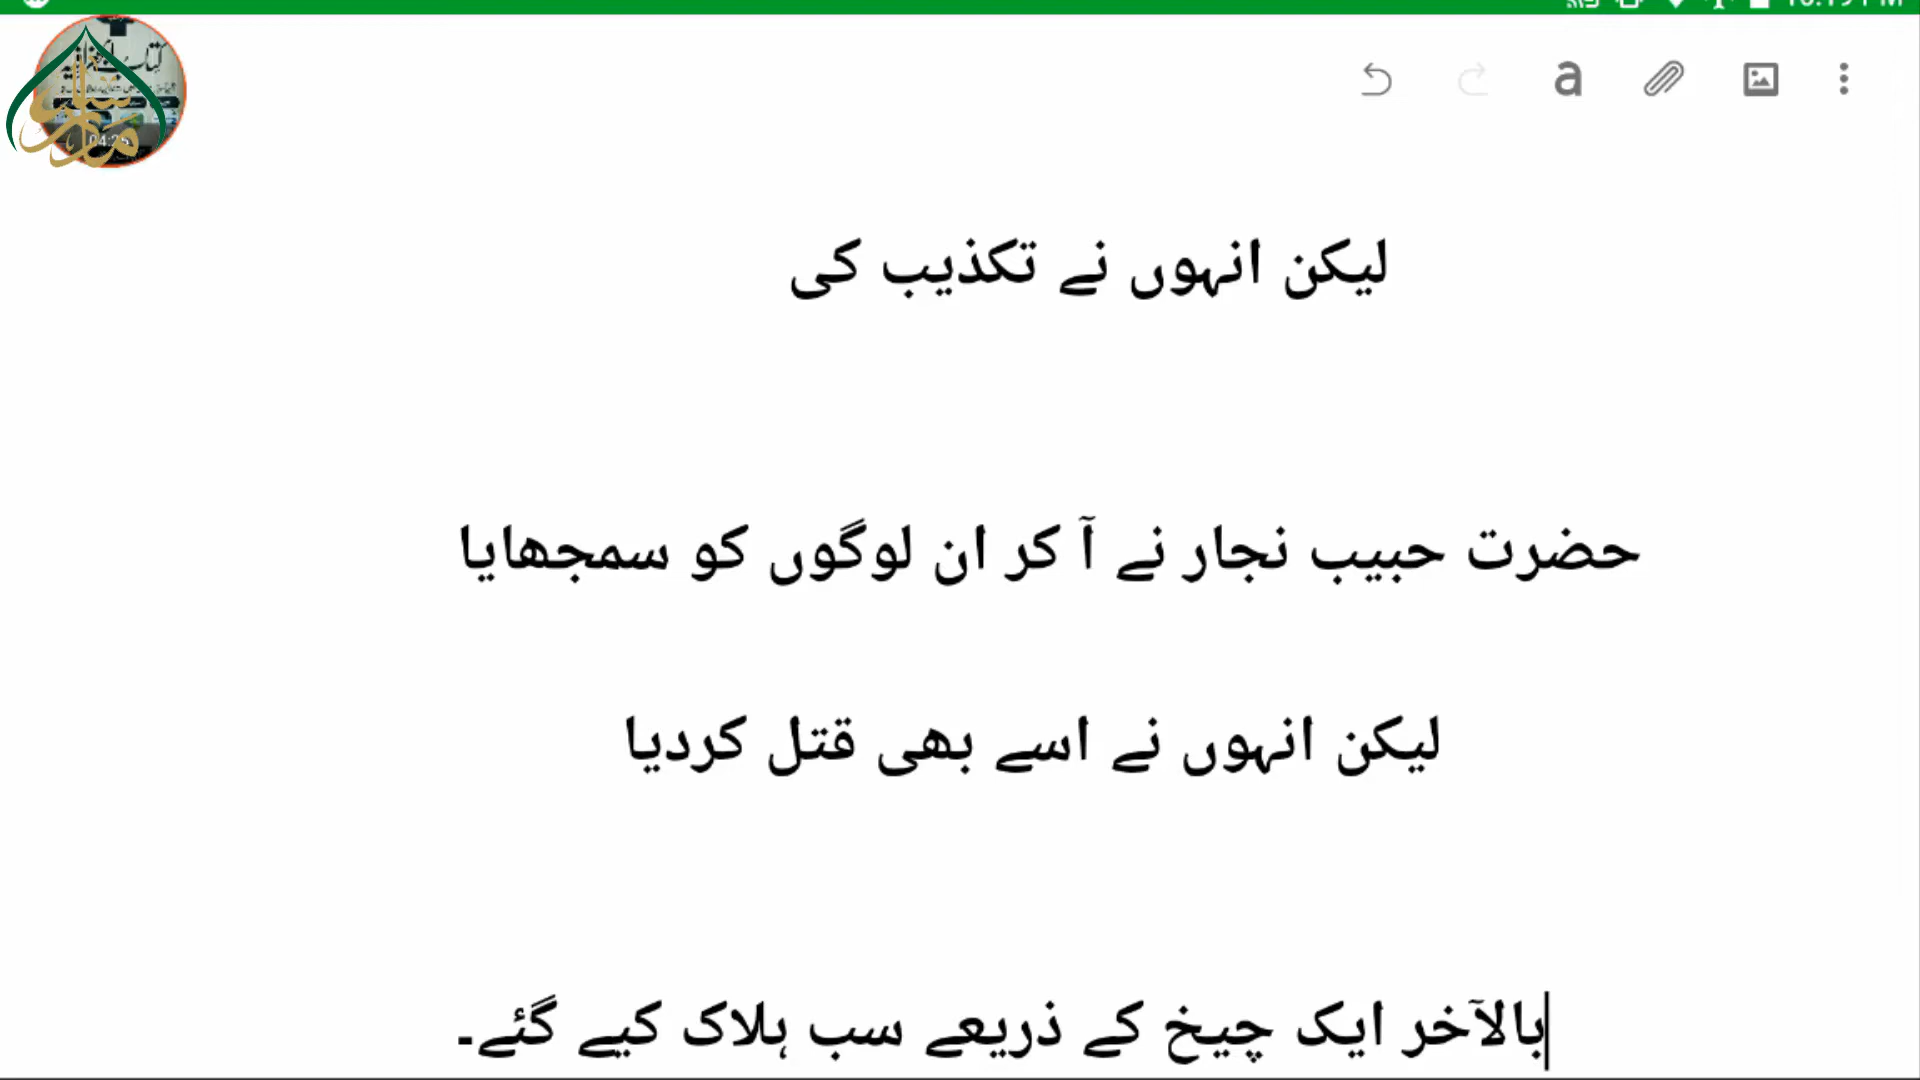 a
لیکن انہوں نے تکذیب کی
حضرت حبیب نجار نے آ کر ان لوگوں کو سمجھایا
لیکن انہوں نے اسے بھی قتل کردیا
بالآخر ایک چیخ کے ذریعے سب ہلاک کیے گئے۔